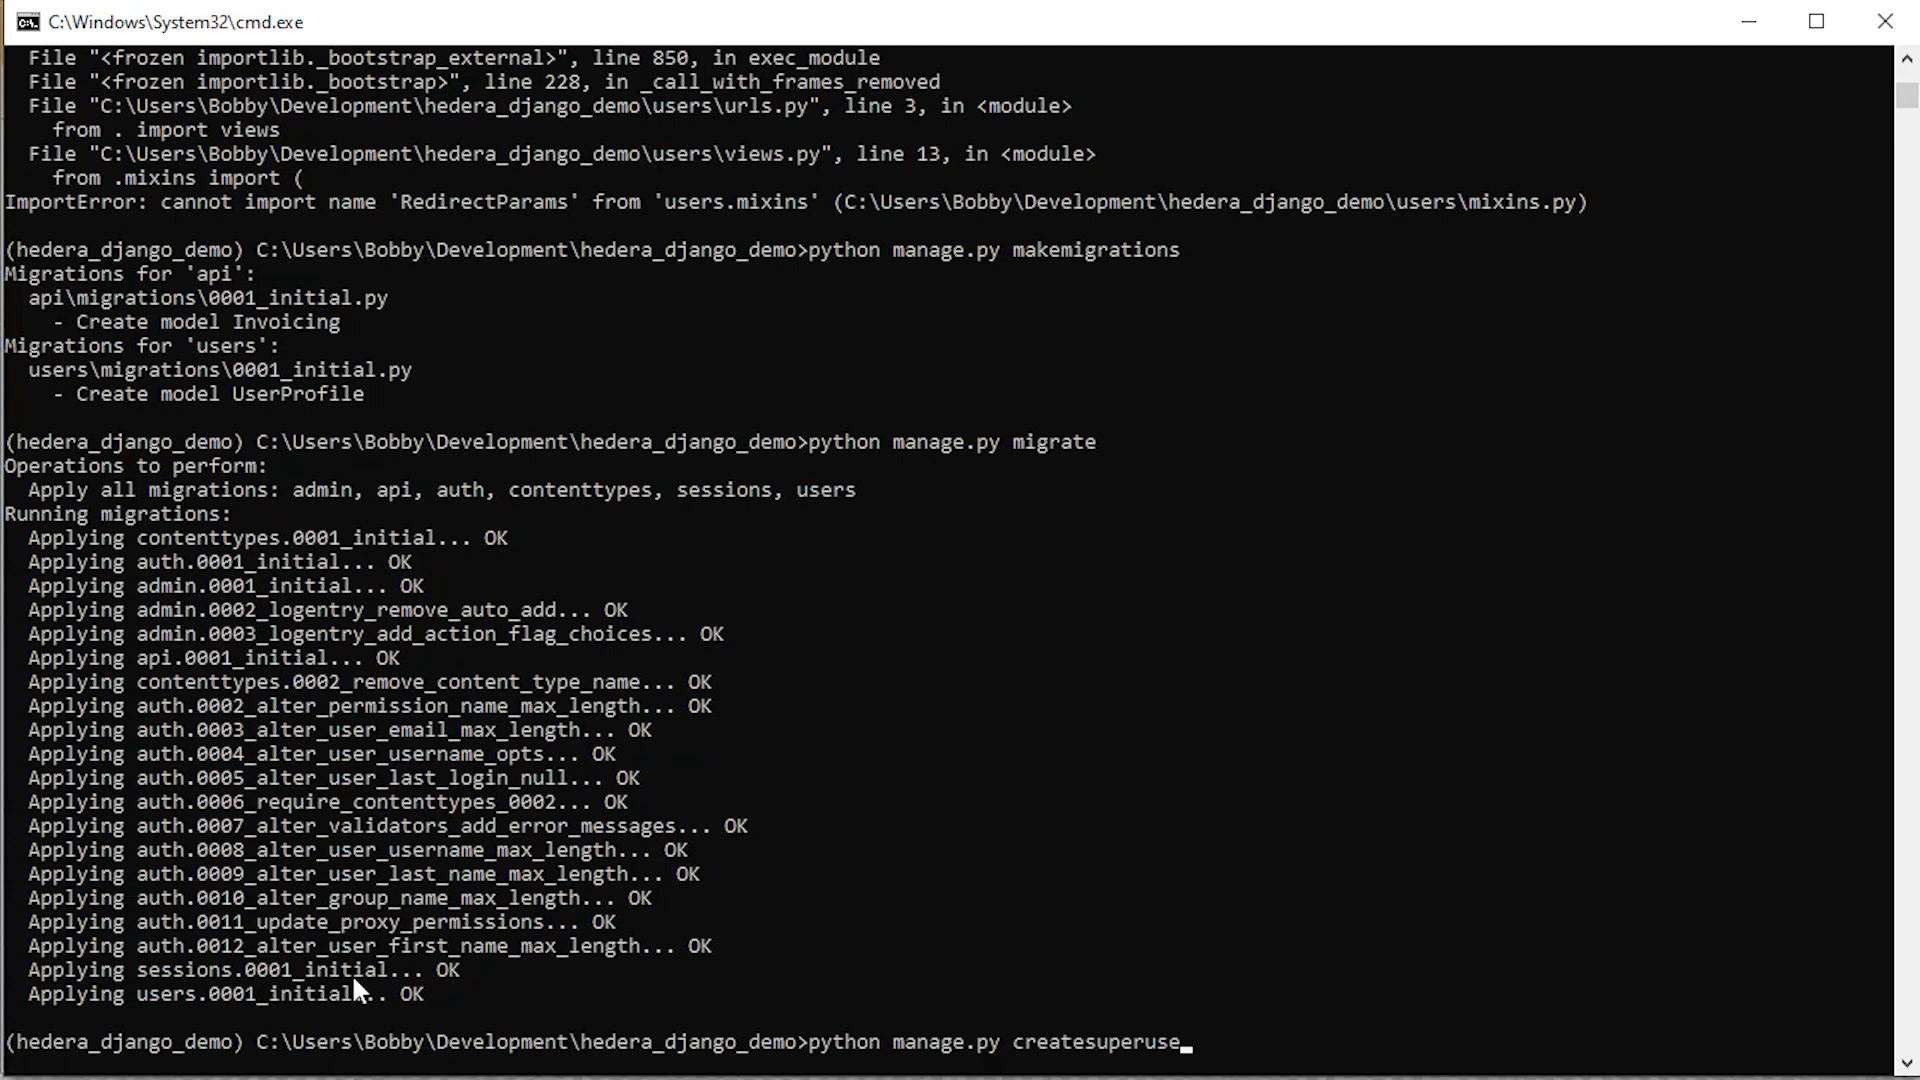 C:\Windows\System32\cmd.exe
File "<frozen importlib._bootstrap_external>", line 850, in exec_module
File "<frozen importlib._bootstrap>", line 228, in _call_with_frames_removed
File "C:\Users\Bobby\Development\hedera_django_demo\users\urls.py", line 3, in <module>
from . import views
File "C:\Users\Bobby\Development\hedera_django_demo\users\views.py", line 13, in <module>
from .mixins import (
ImportError: cannot import name 'RedirectParams' from 'users.mixins' (C:\Users\Bobby\Development\hedera_django_demo\users\mixins.py)
(hedera_django_demo) C:\Users\Bobby\Development\hedera_django_demo>python manage.py makemigrations
Migrations for 'api':
api\migrations\0001_initial.py
- Create model Invoicing
Migrations for 'users':
users\migrations\0001_initial.py
- Create model UserProfile
(hedera_django_demo) C:\Users\Bobby\Development\hedera_django_demo>python manage.py migrate
Operations to perform:
Apply all migrations: admin, api, auth, contenttypes, sessions, users
Running migrations:
Applying contenttypes.0001_initial... OK
Applying auth.0001_initial... OK
Applying admin.0001_initial... OK
Applying admin.0002_logentry_remove_auto_add... OK
Applying admin.0003_logentry_add_action_flag_choices... OK
Applying api.0001_initial... OK
Applying contenttypes.0002_remove_content_type_name... OK
Applying auth.0002_alter_permission_name_max_length... OK
Applying auth.0003_alter_user_email_max_length... OK
Applying auth.0004_alter_user_username_opts... OK
Applying auth.0005_alter_user_last_login_null... OK
Applying auth.0006_require_contenttypes_0002... OK
Applying auth.0007_alter_validators_add_error_messages... OK
Applying auth.0008_alter_user_username_max_length... OK
Applying auth.0009_alter_user_last_name_max_length... OK
Applying auth.0010_alter_group_name_max_length... OK
Applying auth.0011_update_proxy_permissions... OK
Applying auth.0012_alter_user_first_name_max_length... OK
Applying sessions.0001_initial... OK
Applying users.0001_initial... OK
(hedera_django_demo) C:\Users\Bobby\Development\hedera_django_demo>python manage.py createsuperuse